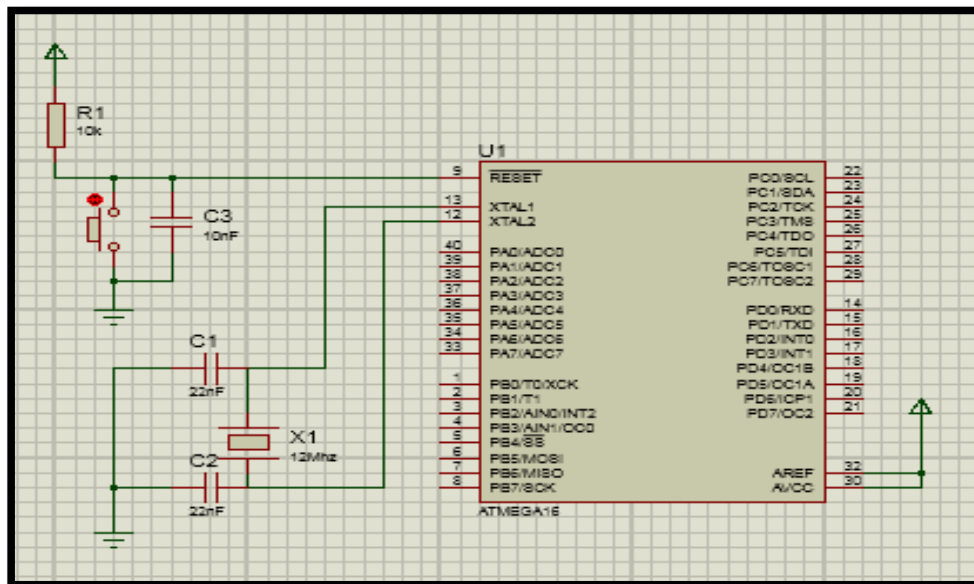 R1
10k
C3
10nF
C1
22nF
X1
12Mhz
C2
22nF
U1
9 RESET
13 XTAL1
12 XTAL2
40 PA0/ADC0
39 PA1/ADC1
38 PA2/ADC2
37 PA3/ADC3
36 PA4/ADC4
35 PA5/ADC5
34 PA6/ADC6
33 PA7/ADC7
1 PB0/T0/XCK
2 PB1/T1
3 PB2/AIN0/INT2
4 PB3/AIN1/OC0
5 PB4/SS
6 PB5/MOSI
7 PB6/MISO
8 PB7/SCK
PC0/SCL 22
PC1/SDA 23
PC2/TCK 24
PC3/TMS 25
PC4/TDO 26
PC5/TDI 27
PC6/TOSC1 28
PC7/TOSC2 29
PD0/RXD 14
PD1/TXD 15
PD2/INT0 16
PD3/INT1 17
PD4/OC1B 18
PD5/OC1A 19
PD6/ICP1 20
PD7/OC2 21
AREF 32
AVCC 30
ATMEGA16